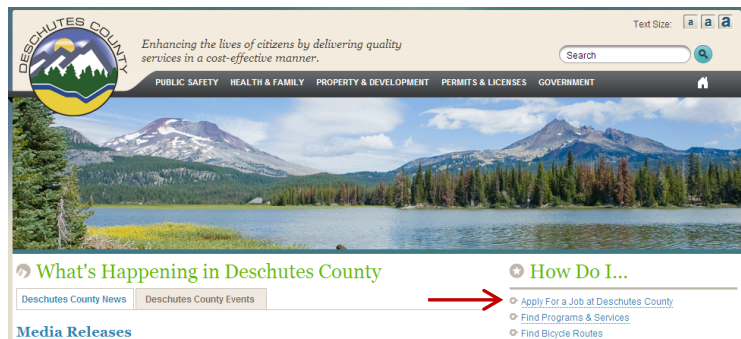 DESCHUTES COUNTY
Text Size: a a a
Enhancing the lives of citizens by delivering quality
services in a cost-effective manner.
Search
PUBLIC SAFETY HEALTH & FAMILY PROPERTY & DEVELOPMENT PERMITS & LICENSES GOVERNMENT
What's Happening in Deschutes County
How Do I...
Deschutes County News Deschutes County Events
Apply For a Job at Deschutes County
Find Programs & Services
Media Releases
Find Bicycle Routes